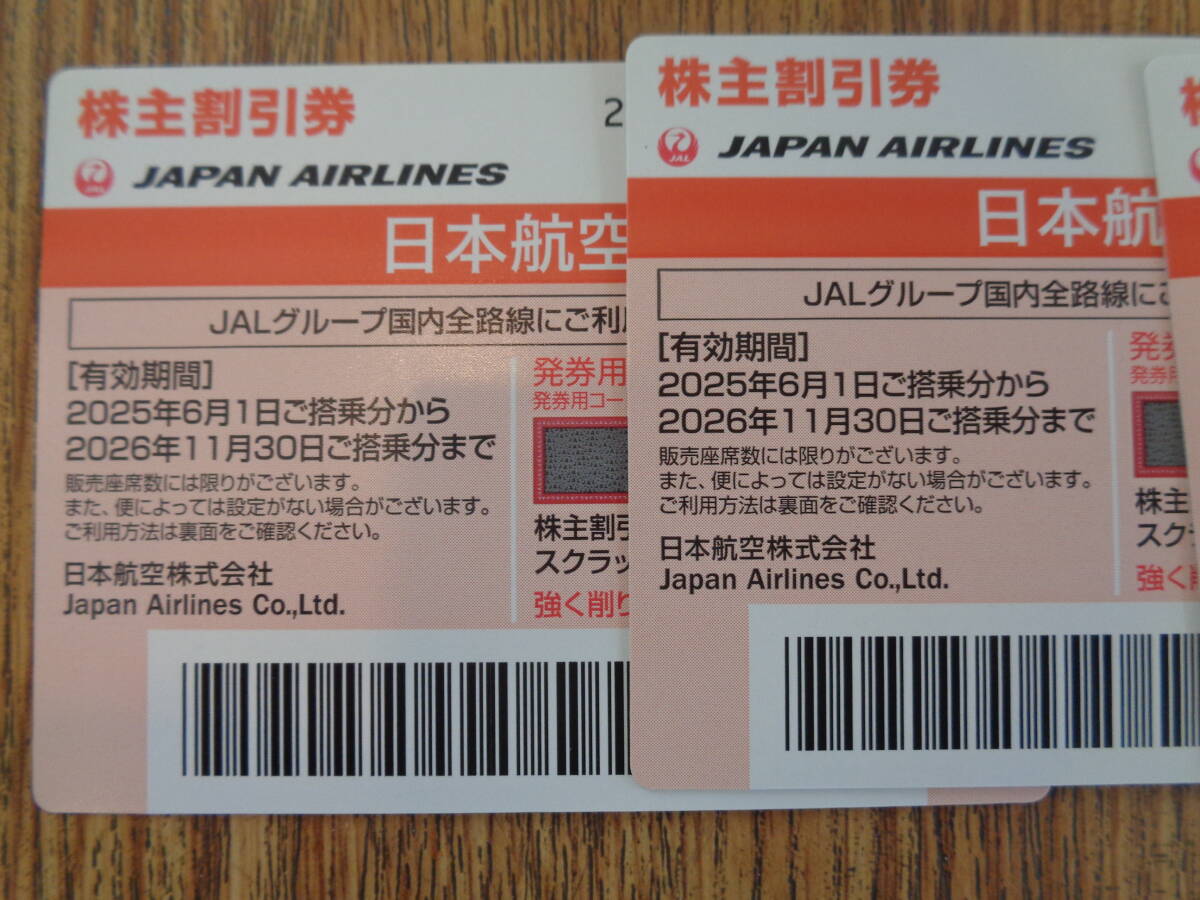 株主割引券
2
JAL JAPAN AIRLINES
日本航空
JALグループ国内全路線にご利
[有効期間]
2025年6月1日ご搭乗分から
2026年11月30日ご搭乗分まで
販売座席数には限りがございます。
また、便によっては設定がない場合がございます。
ご利用方法は裏面をご確認ください。
日本航空株式会社
Japan Airlines Co.,Ltd.
発券用
発券用コー
株主割引
スクラッ
強く削り
株主割引券
JAL JAPAN AIRLINES
日本航
JALグループ国内全路線に
[有効期間]
2025年6月1日ご搭乗分から
2026年11月30日ご搭乗分まで
販売座席数には限りがございます。
また、便によっては設定がない場合がございます。
ご利用方法は裏面をご確認ください。
日本航空株式会社
Japan Airlines Co.,Ltd.
発
発券
株主
スク
強く